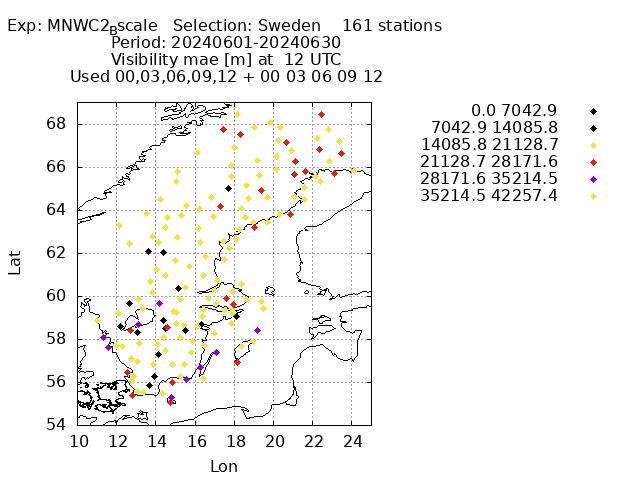 Exp: MNWC2Bscale Selection: Sweden 161 stations
Period: 20240601-20240630
Visibility mae [m] at 12 UTC
Used 00,03,06,09,12 + 00 03 06 09 12
0.0 7042.9
7042.9 14085.8
14085.8 21128.7
21128.7 28171.6
28171.6 35214.5
35214.5 42257.4
68
66
64
62
60
58
56
54
Lat
10 12 14 16 18 20 22 24
Lon